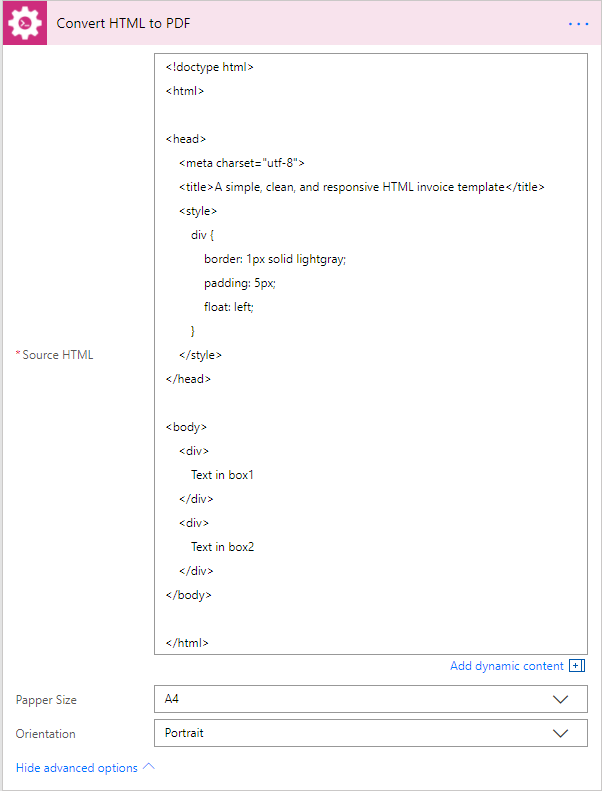 Convert HTML to PDF
<!doctype html>
<html>
<head>
<meta charset="utf-8">
<title>A simple, clean, and responsive HTML invoice template</title>
<style>
div {
border: 1px solid lightgray;
padding: 5px;
float: left;
}
</style>
* Source HTML
</head>
<body>
<div>
Text in box1
</div>
<div>
Text in box2
</div>
</body>
</html>
Add dynamic content
Papper Size
A4
Orientation
Portrait
Hide advanced options